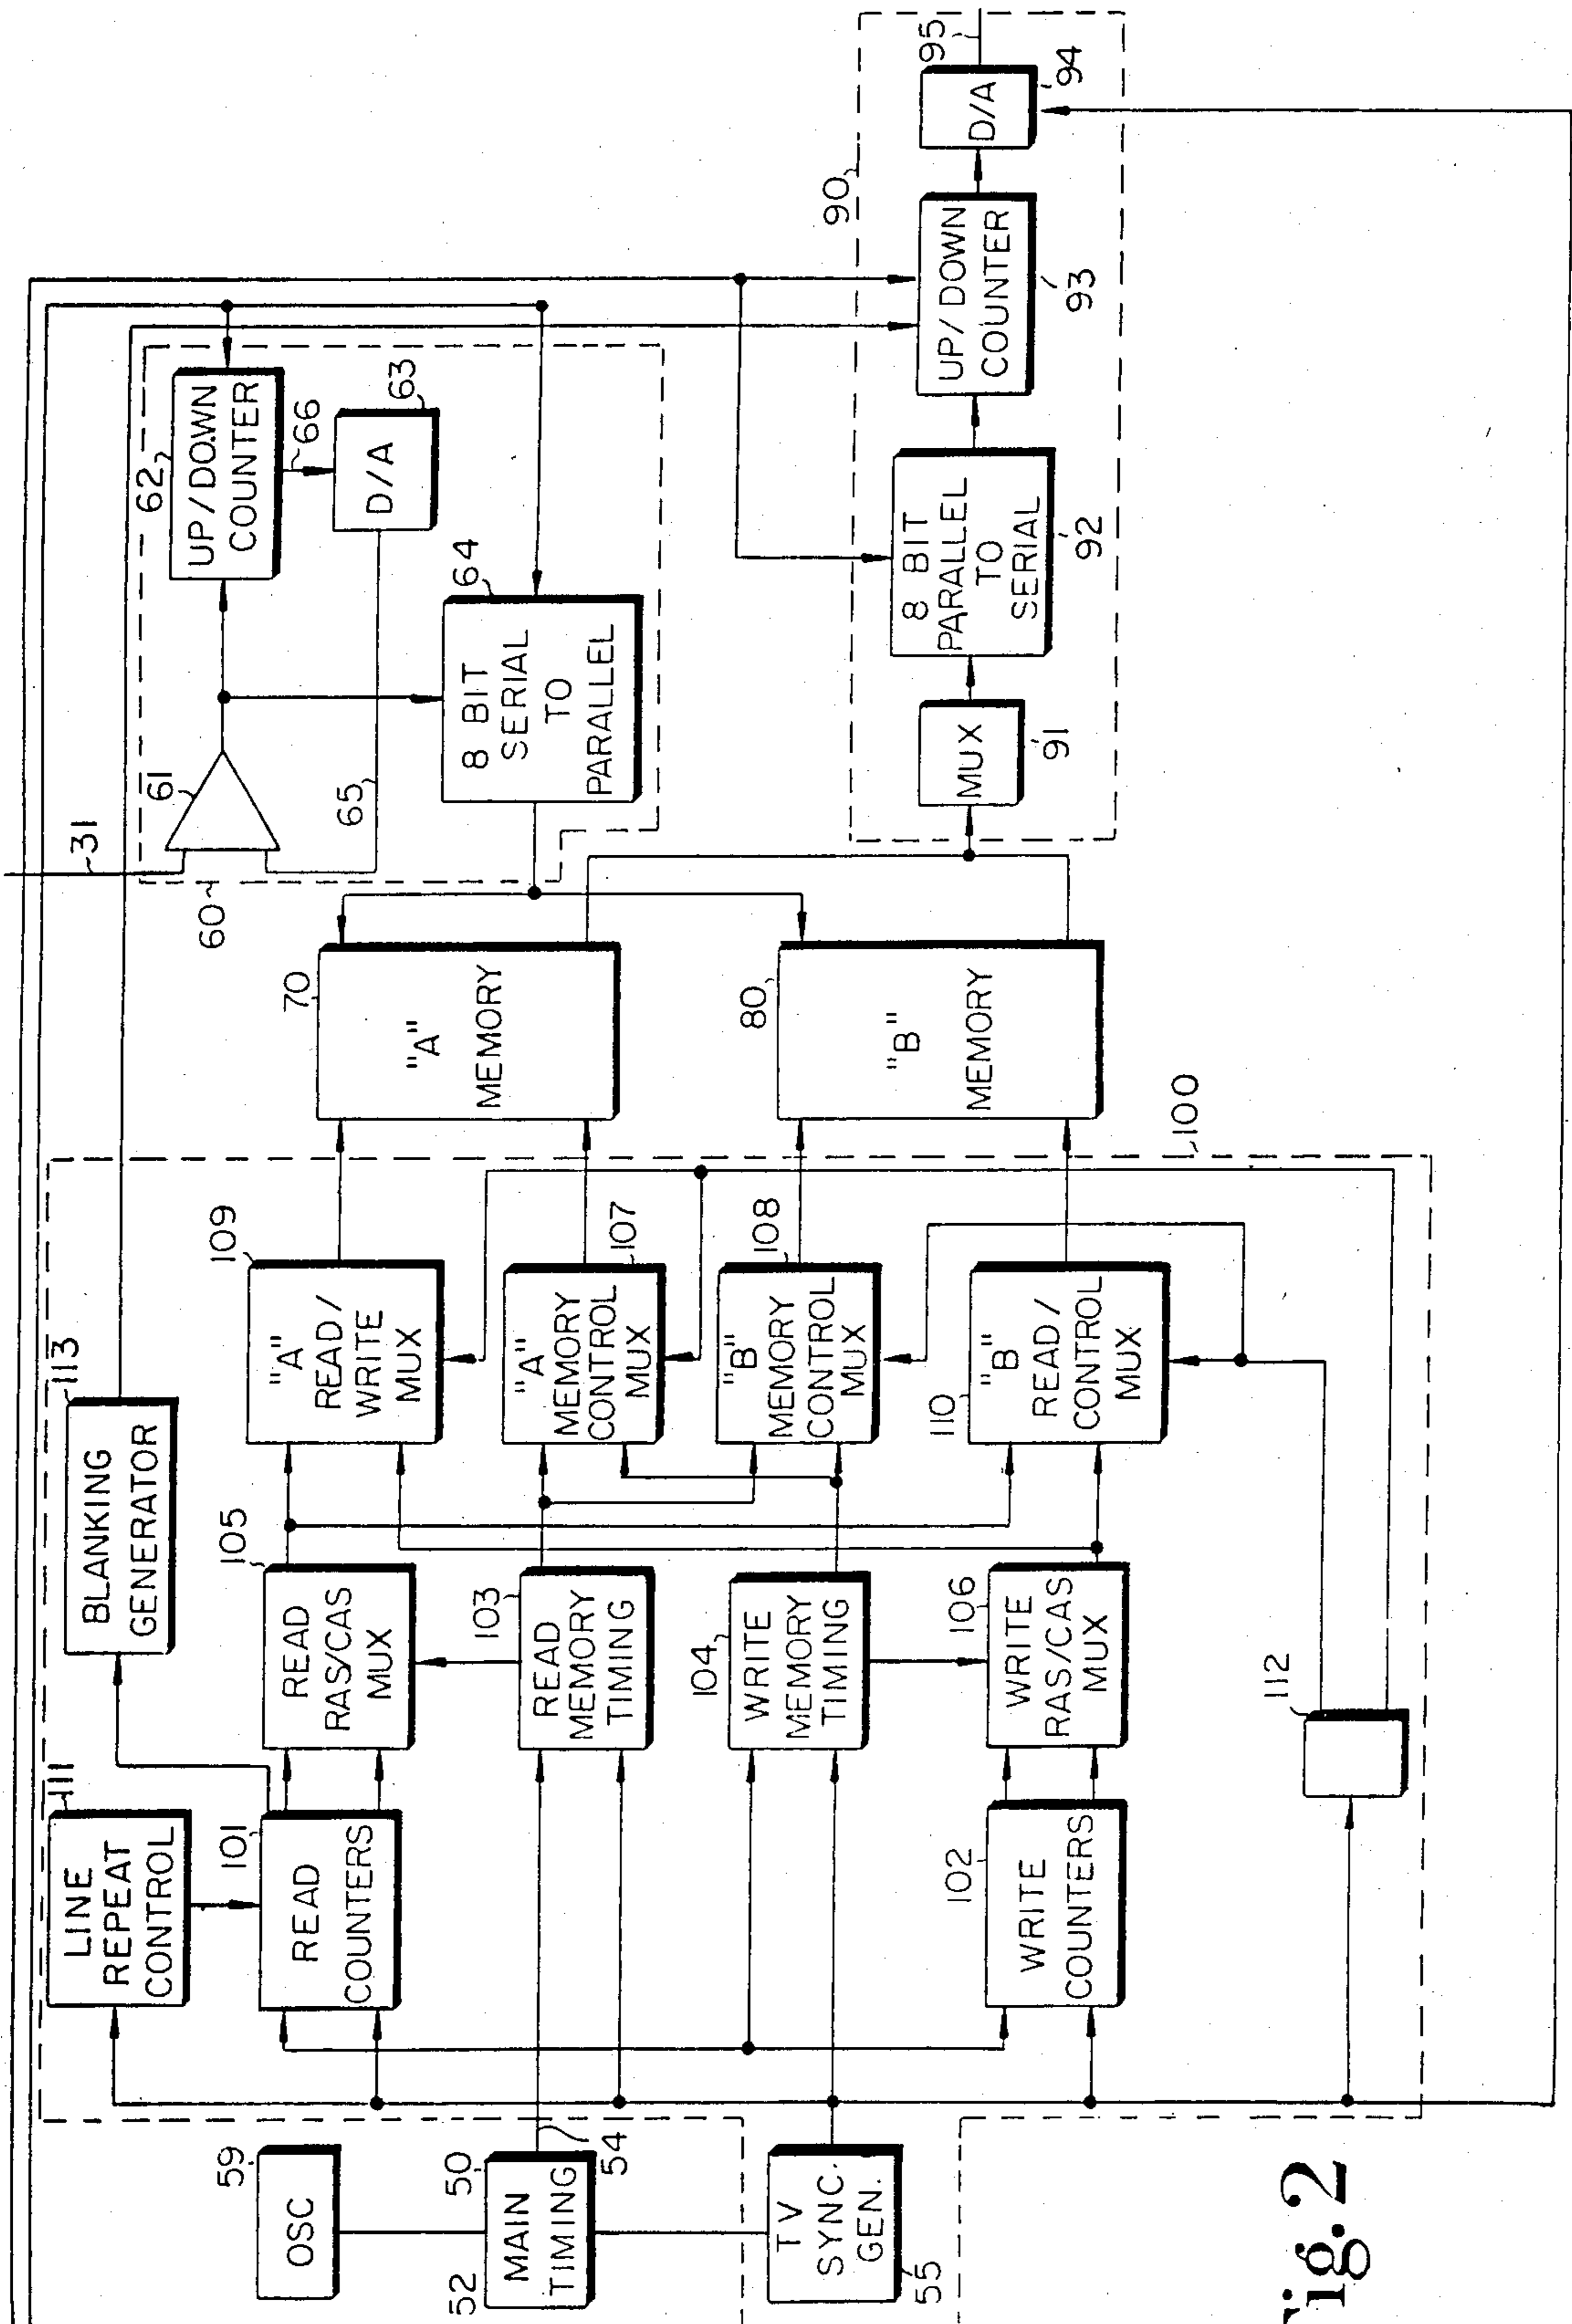 OSC
59
MAIN
TIMING
50
52
54
TV
SYNC.
GEN.
55
LINE
REPEAT
CONTROL
111
READ
COUNTERS
101
WRITE
COUNTERS
102
BLANKING
GENERATOR
113
READ
RAS/CAS
MUX
105
READ
MEMORY
TIMING
103
WRITE
MEMORY
TIMING
104
WRITE
RAS/CAS
MUX
106
112
"A"
READ/
WRITE
MUX
109
"A"
MEMORY
CONTROL
MUX
107
"B"
MEMORY
CONTROL
MUX
108
"B"
READ/
CONTROL
MUX
110
100
"A"
MEMORY
70
"B"
MEMORY
80
60
31
61
65
UP/DOWN
COUNTER
62
66
D/A
63
8 BIT
SERIAL
TO
PARALLEL
64
MUX
91
8 BIT
PARALLEL
TO
SERIAL
92
UP/DOWN
COUNTER
93
90
D/A
94
95
Fig.2